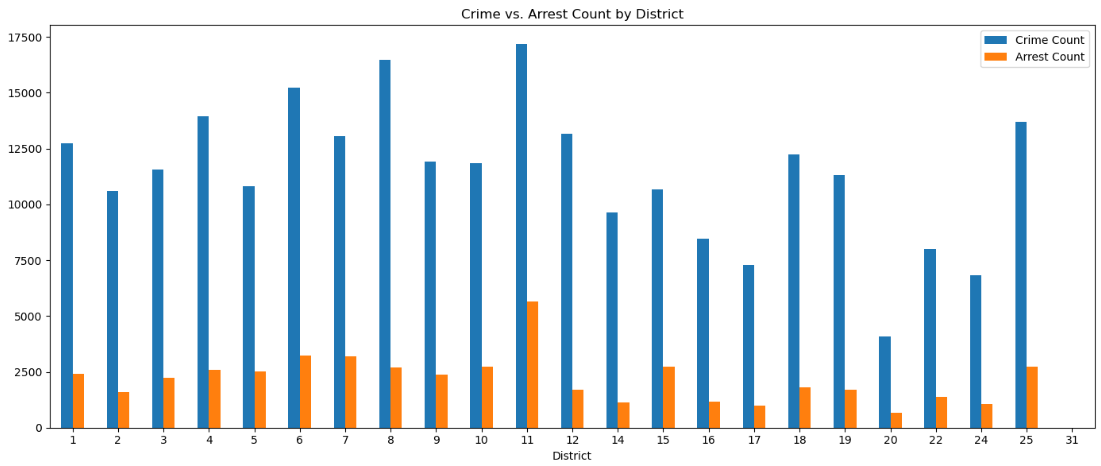 Crime vs. Arrest Count by District
Crime Count
Arrest Count
17500
15000
12500
10000
7500
5000
2500
0
1 2 3 4 5 6 7 8 9 10 11 12 14 15 16 17 18 19 20 22 24 25 31
District